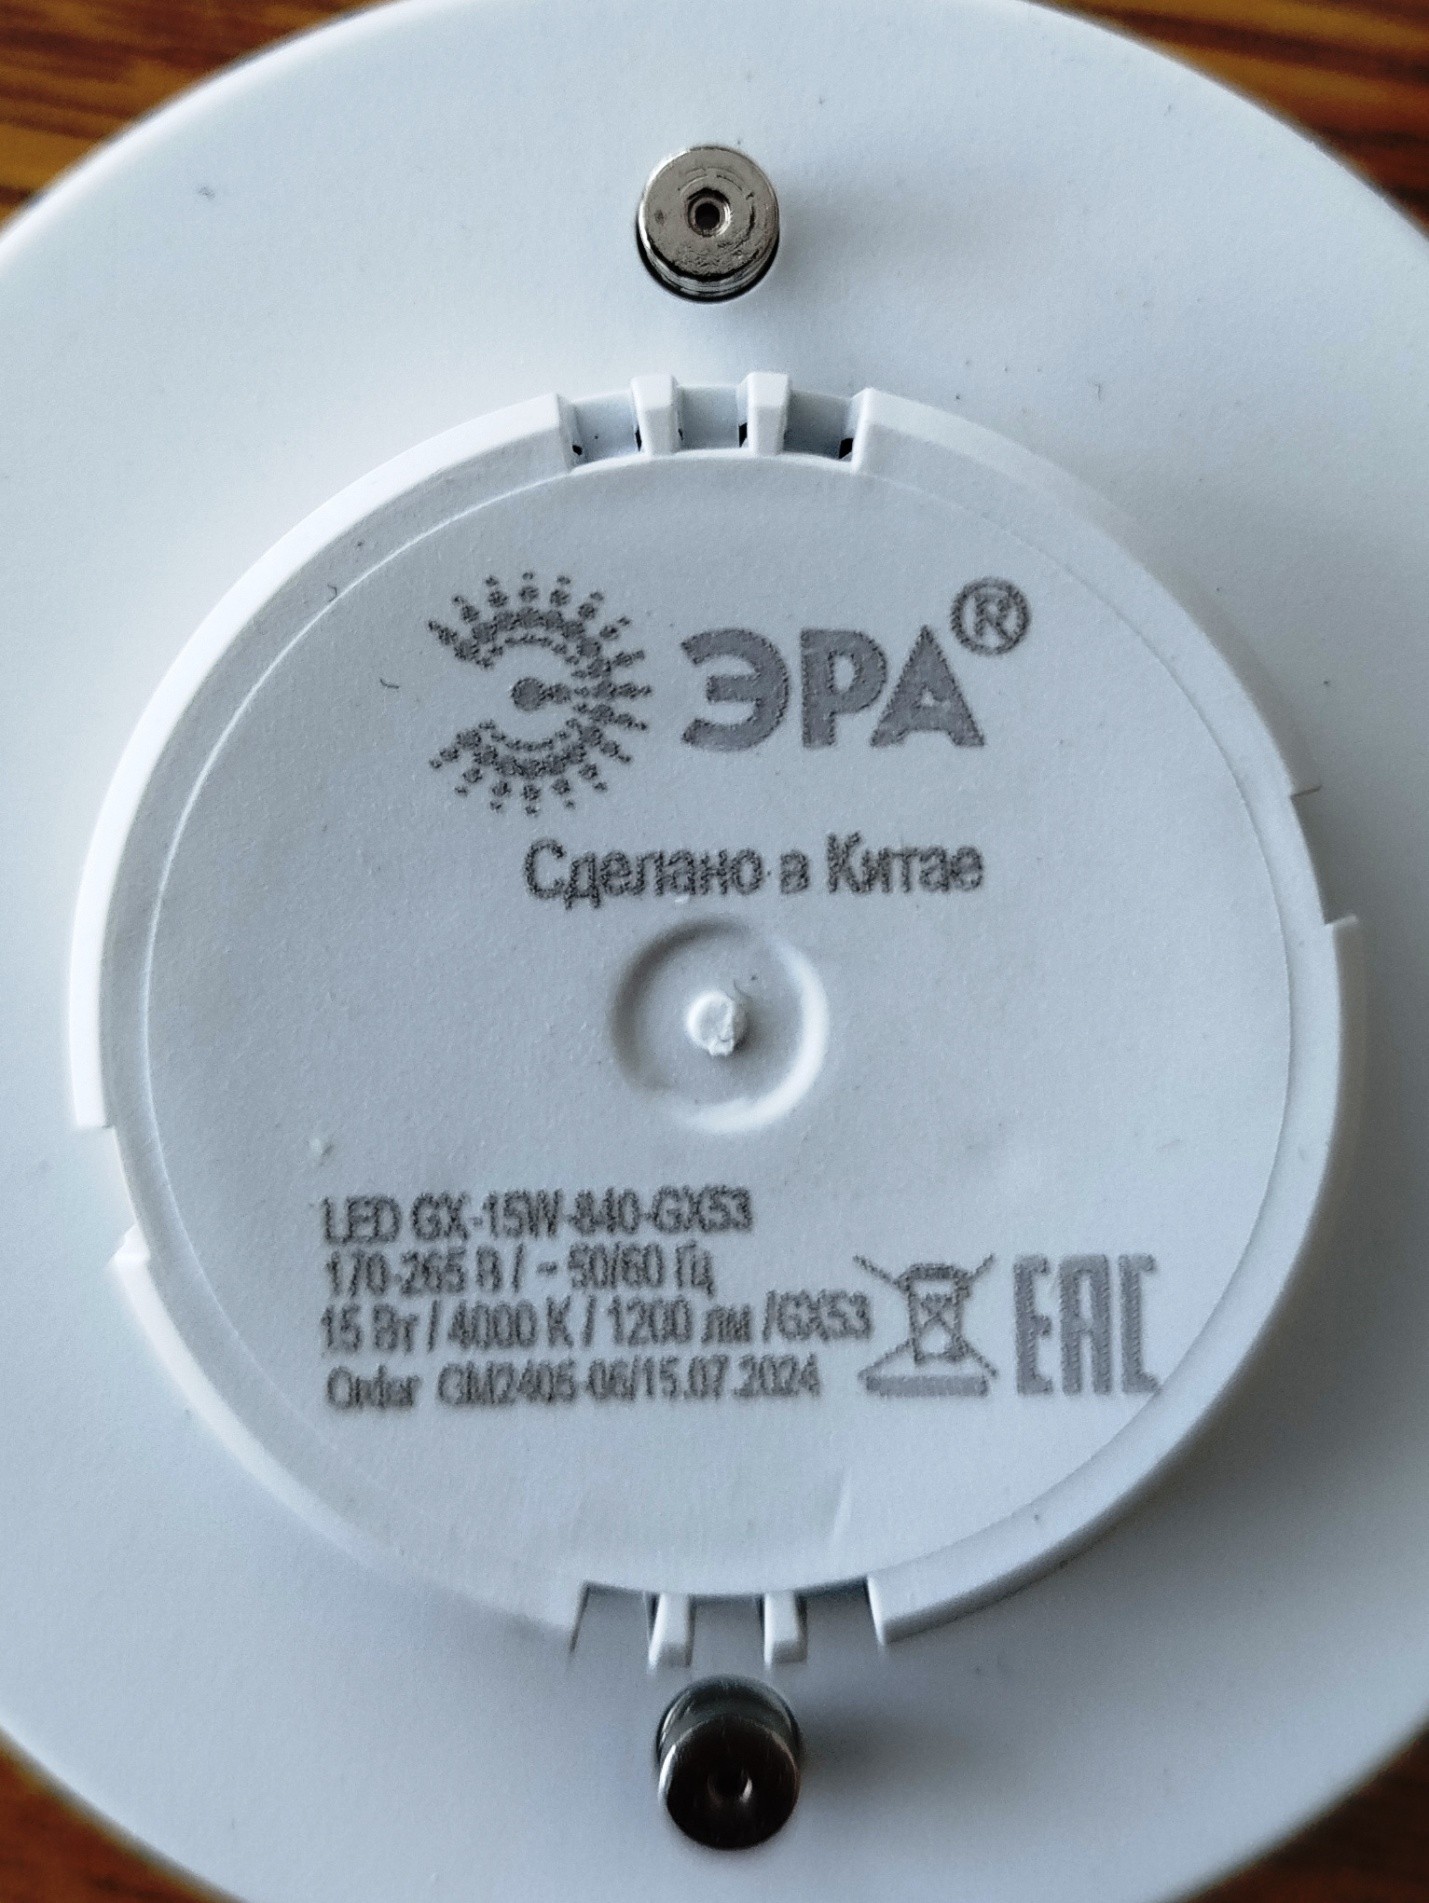 ЭРА®
Сделано в Китае
LED GX-15W-840-GX53
170-265 В / ~ 50/60 Гц
15 Вт / 4000 К / 1200 лм /GX53
Order GM2405-06/15.07.2024
EAC